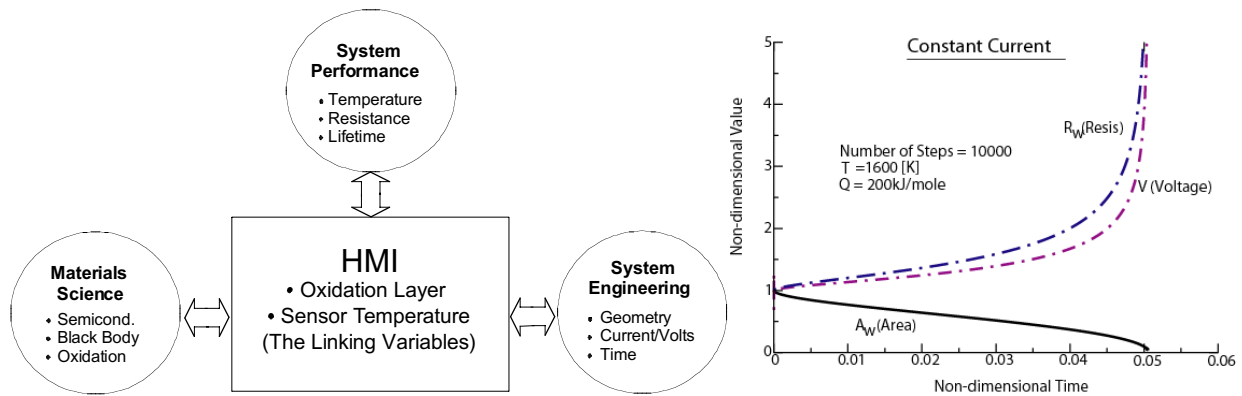 System
Performance
• Temperature
• Resistance
• Lifetime
Materials
Science
• Semicond.
• Black Body
• Oxidation
HMI
• Oxidation Layer
• Sensor Temperature
(The Linking Variables)
System
Engineering
• Geometry
• Current/Volts
• Time
Constant Current
Number of Steps = 10000
T =1600 [K]
Q = 200kJ/mole
RW(Resis)
V (Voltage)
AW(Area)
Non-dimensional Value
5
4
3
2
1
0
0 0.01 0.02 0.03 0.04 0.05 0.06
Non-dimensional Time